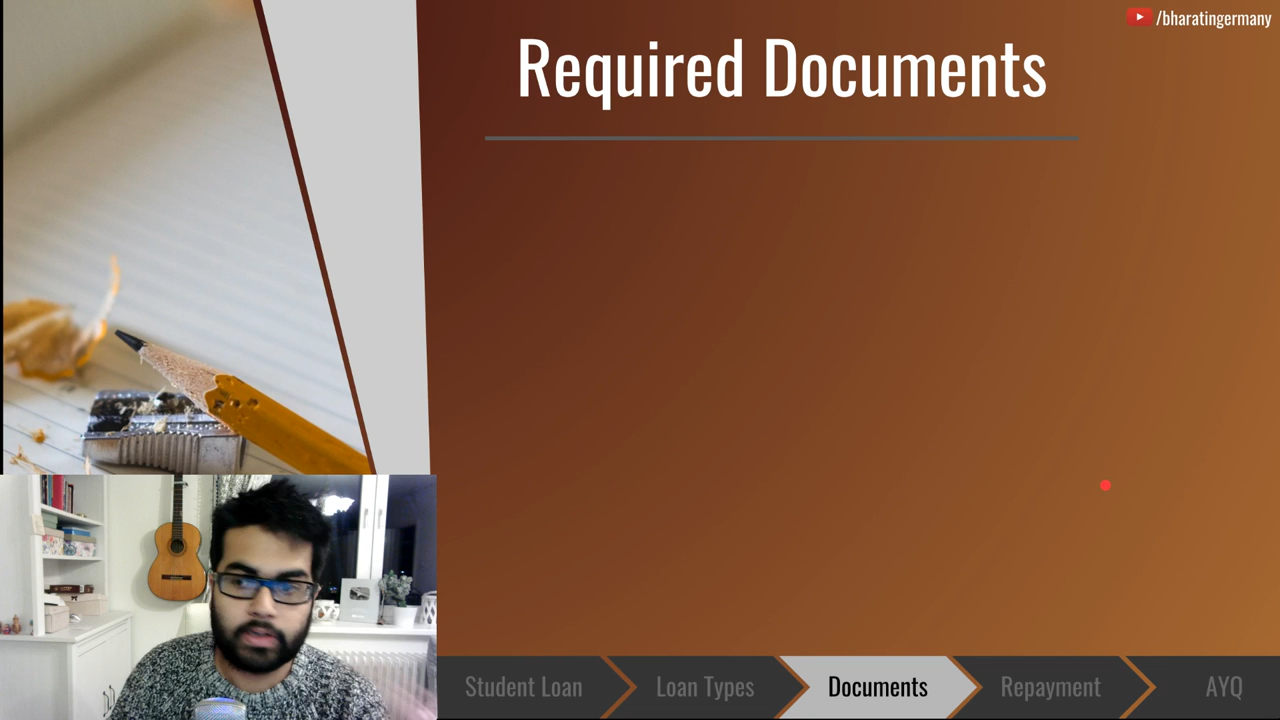 /bharatingermany
Required Documents
Student Loan
Loan Types
Documents
Repayment
AYQ